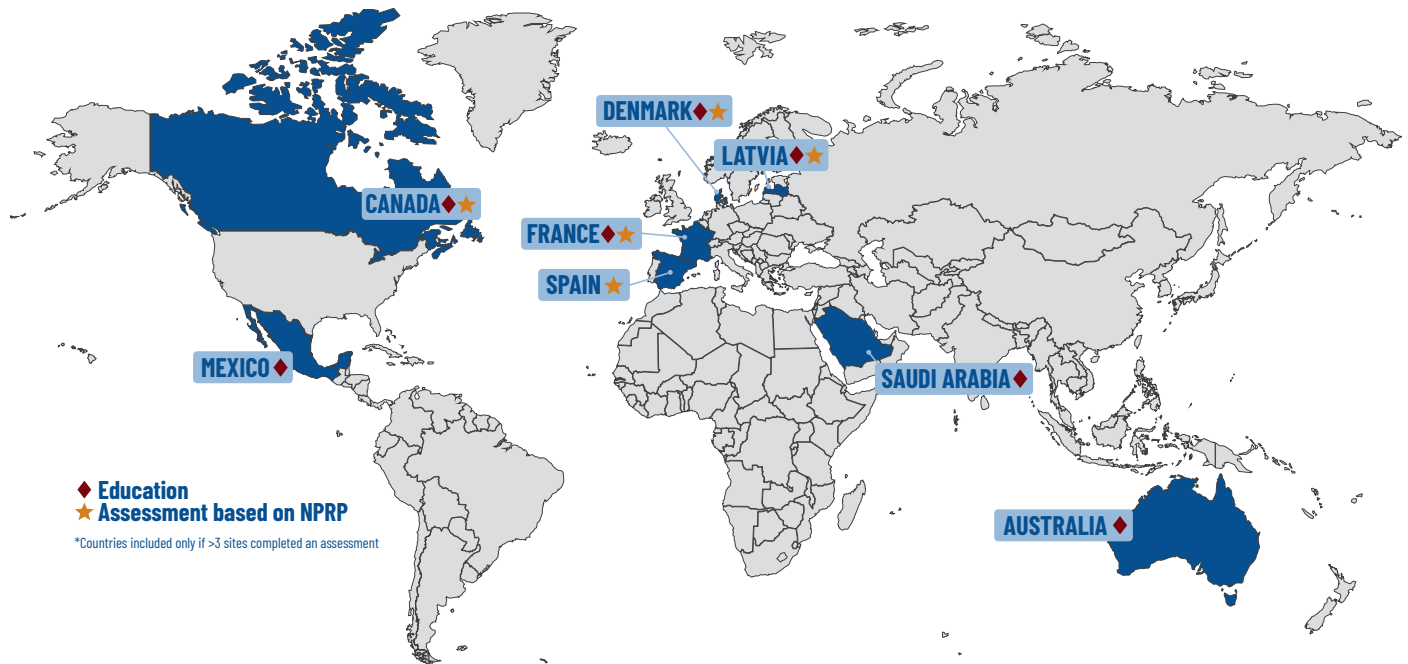 DENMARK
LATVIA
CANADA
FRANCE
SPAIN
MEXICO
SAUDI ARABIA
Education
Assessment based on NPRP
*Countries included only if >3 sites completed an assessment
AUSTRALIA